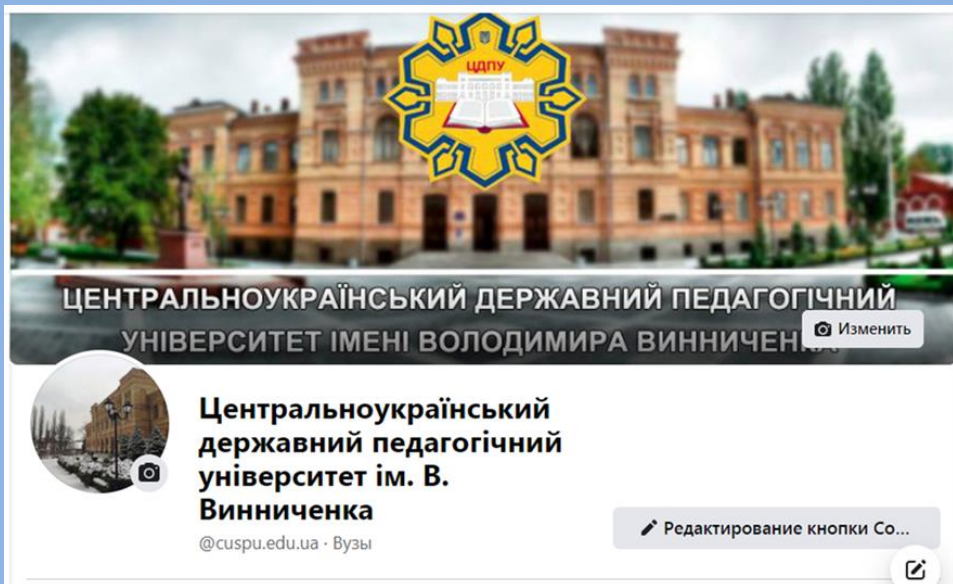 ЦДПУ
ЦЕНТРАЛЬНОУКРАЇНСЬКИЙ ДЕРЖАВНИЙ ПЕДАГОГІЧНИЙ
УНІВЕРСИТЕТ ІМЕНІ ВОЛОДИМИРА ВИННИЧЕНКА
Изменить
Центральноукраїнський
державний педагогічний
університет ім. В.
Винниченка
@cuspu.edu.ua · Вузы
Редактирование кнопки Co...